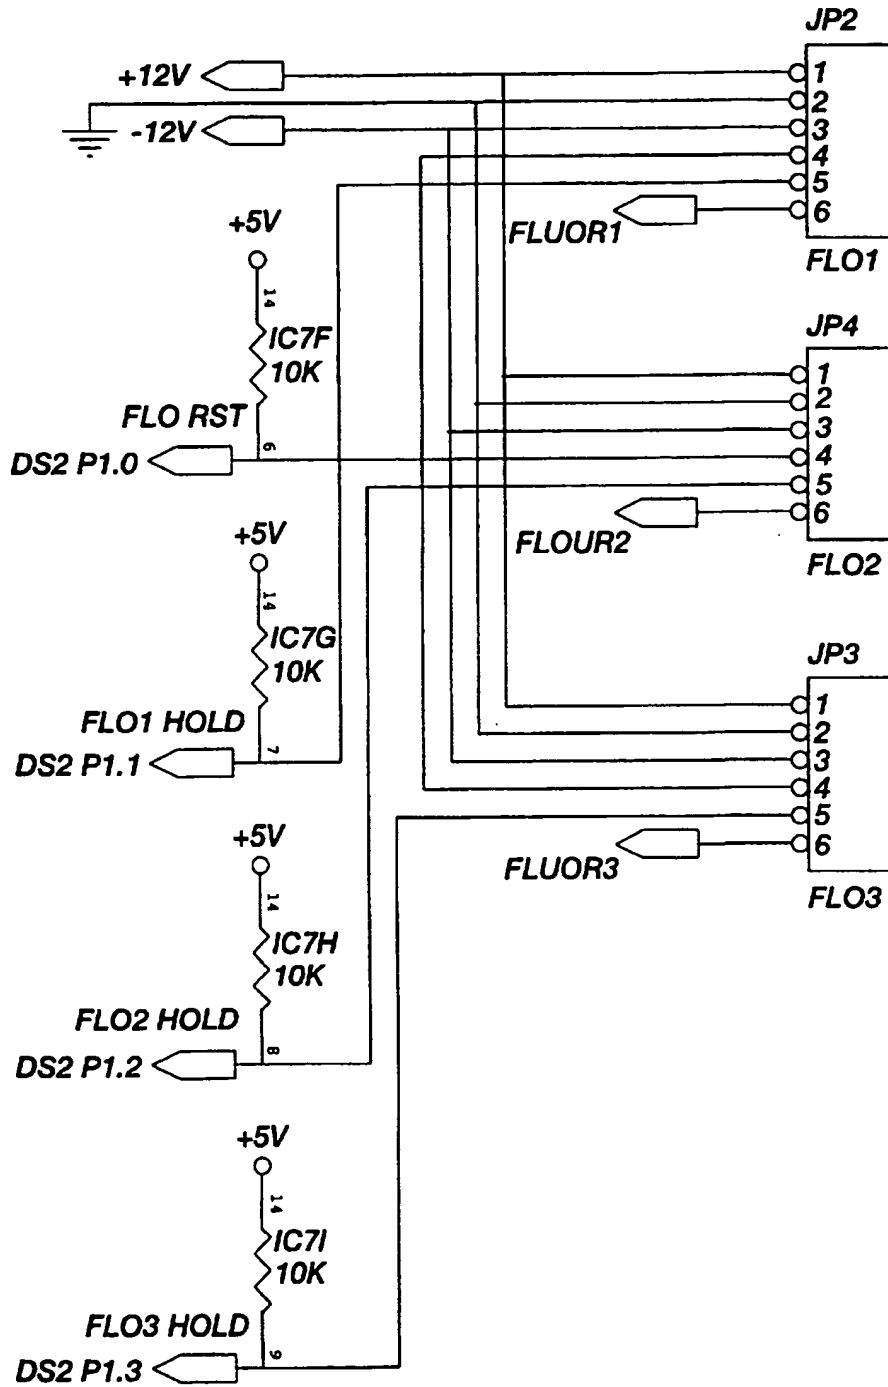 JP2
+12V
1
2
-12V
3
4
5
6
FLUOR1
FLO1
+5V
14
IC7F
10K
FLO RST
6
DS2 P1.0
JP4
1
2
3
4
5
6
FLOUR2
FLO2
+5V
14
IC7G
10K
FLO1 HOLD
7
DS2 P1.1
JP3
1
2
3
4
5
6
FLUOR3
FLO3
+5V
14
IC7H
10K
FLO2 HOLD
8
DS2 P1.2
+5V
14
IC7I
10K
FLO3 HOLD
9
DS2 P1.3